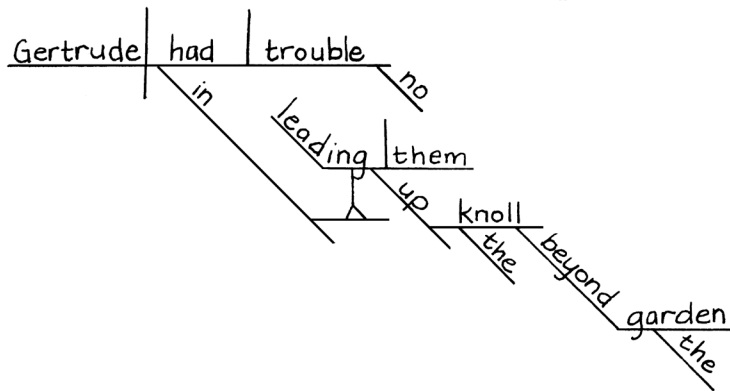 Gertrude had trouble no
in
leading them
up
knoll
the
beyond
garden
the